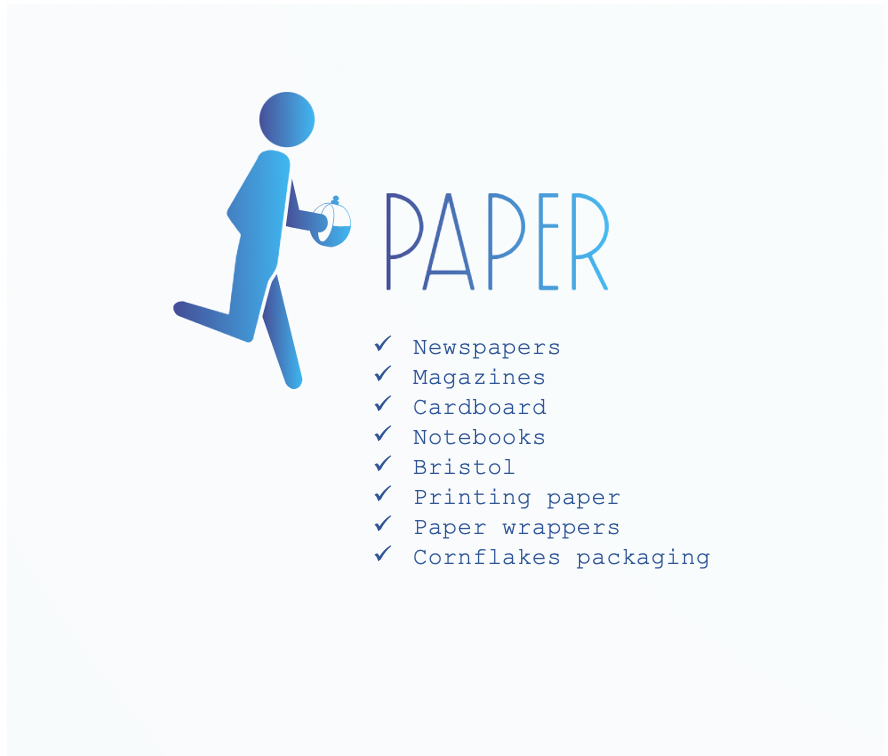 PAPER
✓ Newspapers
✓ Magazines
✓ Cardboard
✓ Notebooks
✓ Bristol
✓ Printing paper
✓ Paper wrappers
✓ Cornflakes packaging